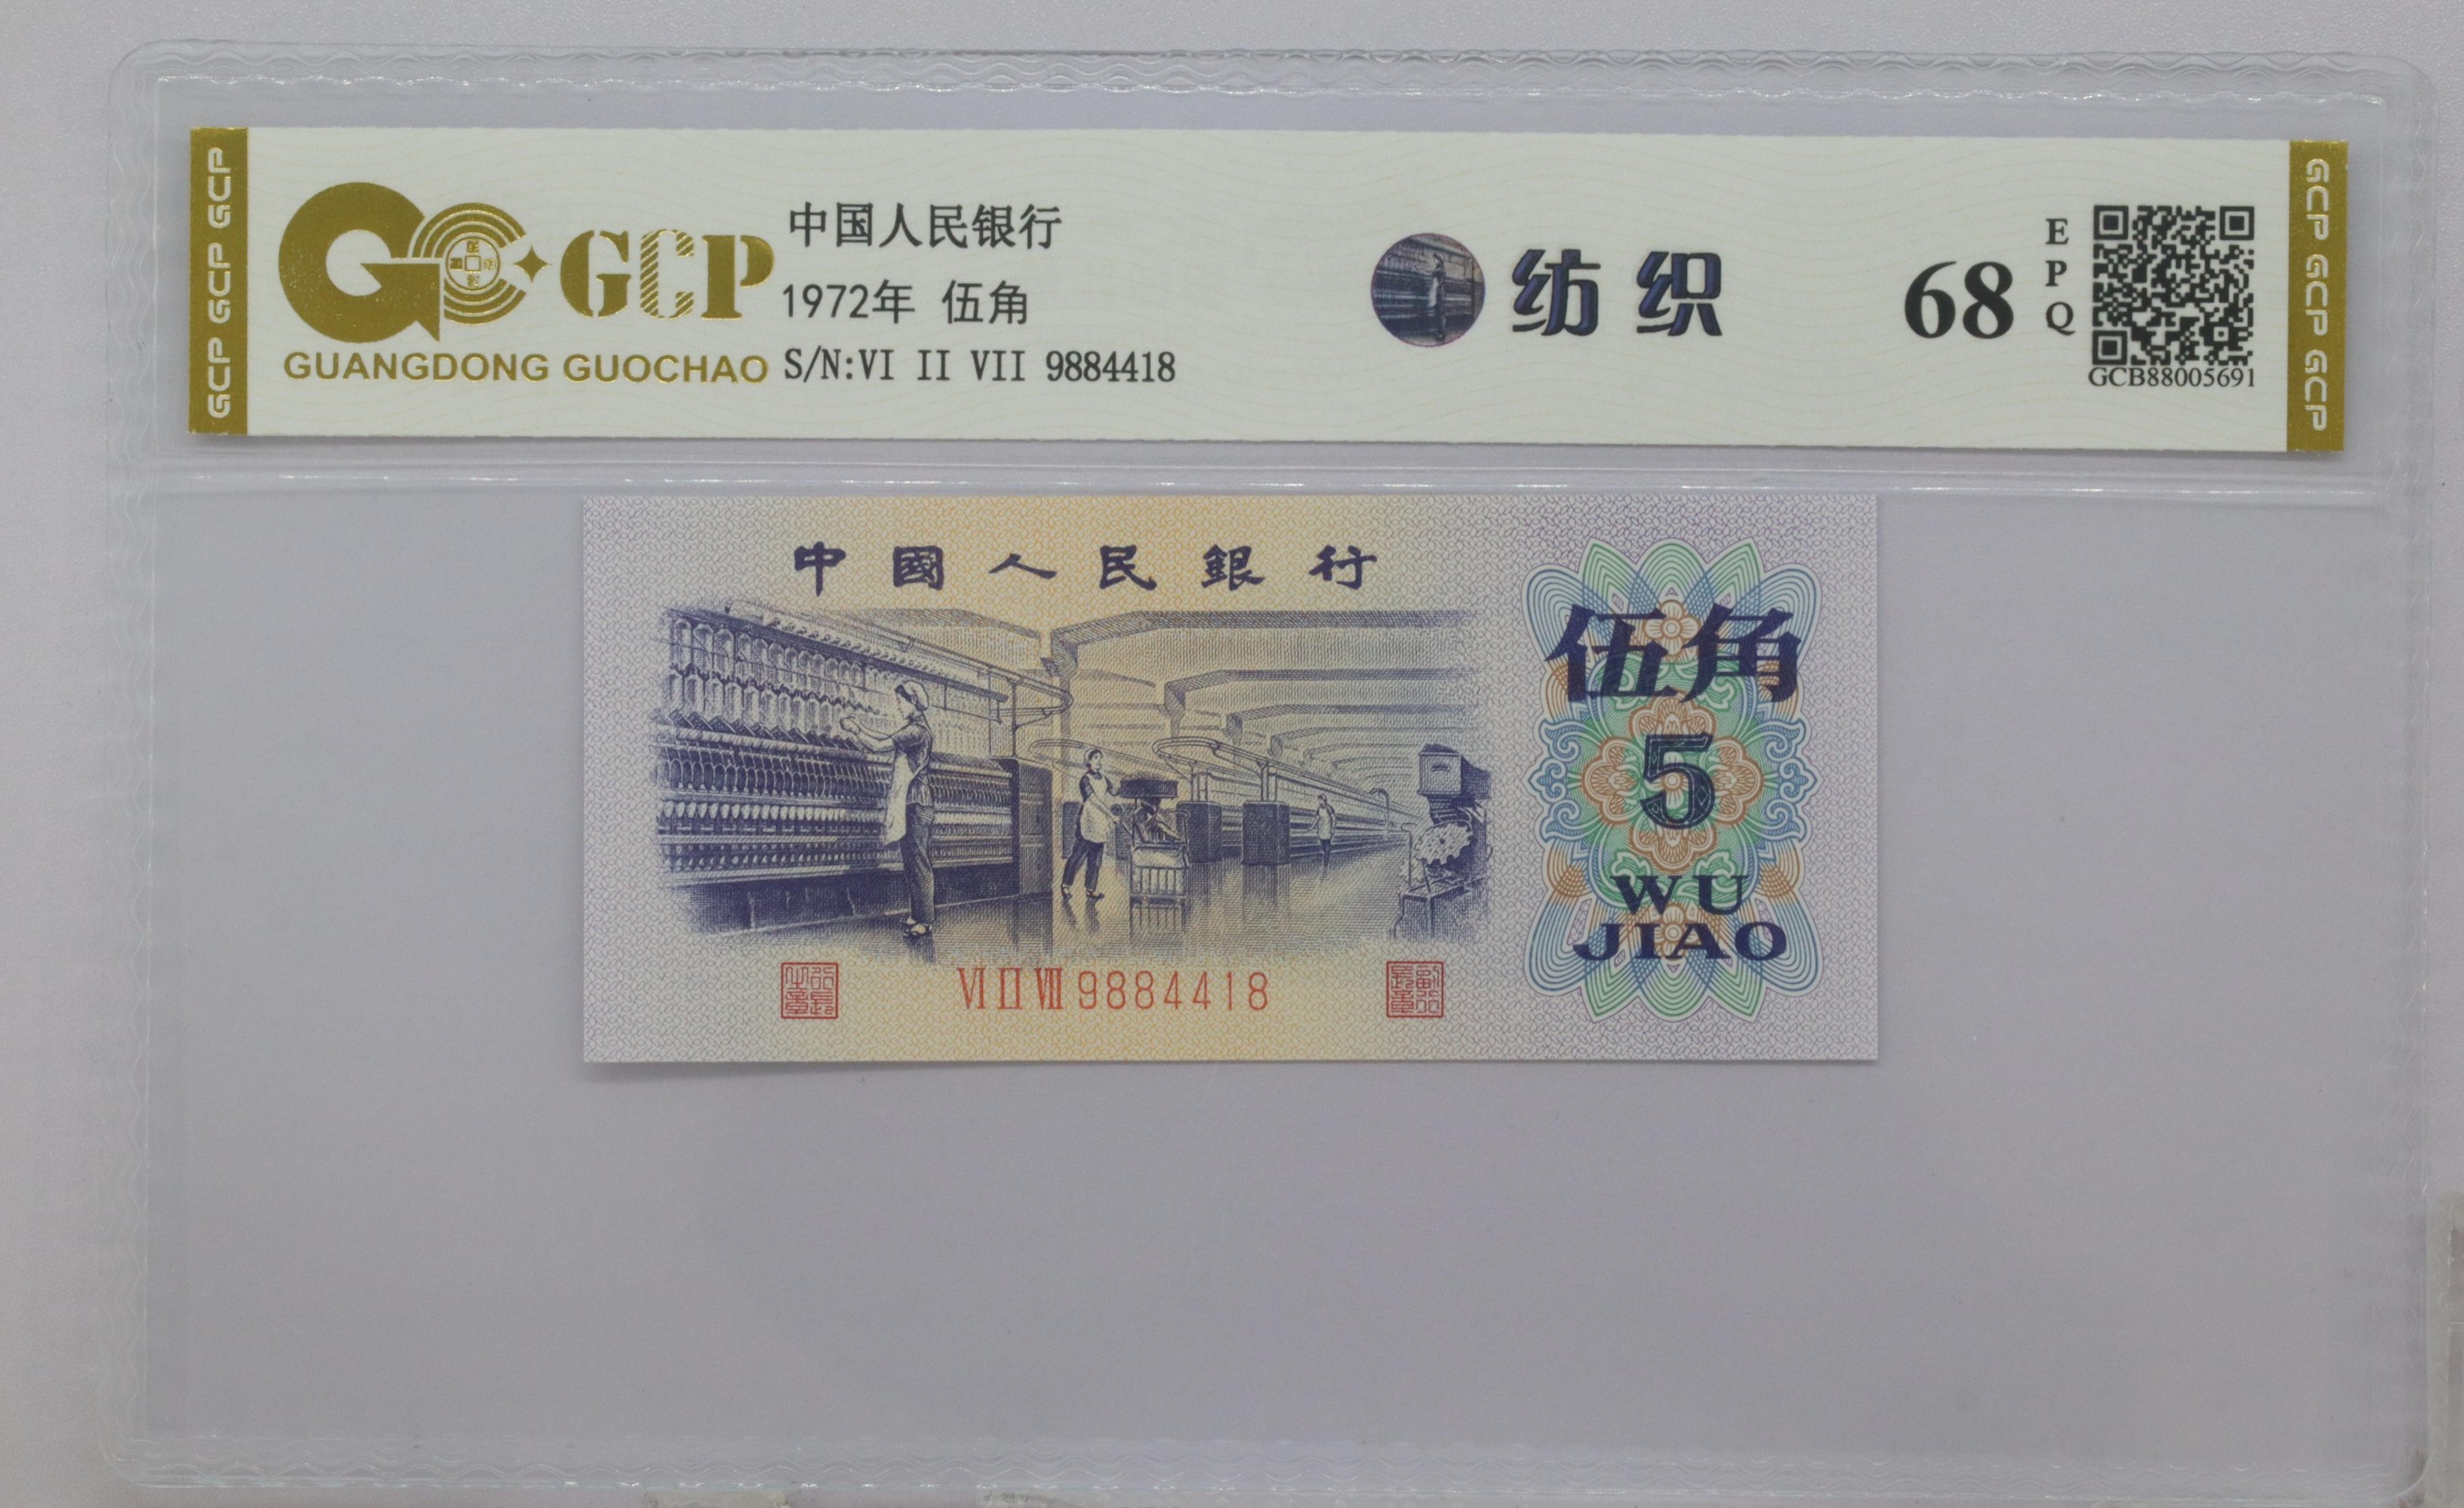 GCP GCP GCP
GCP
GUANGDONG GUOCHAO
中国人民银行
1972年 伍角
S/N:VI II VII 9884418
纺织
68
EPQ
GCB88005691
GCP GCP GCP
中國人民銀行
伍角
5
WU
JIAO
VI II VII 9884418